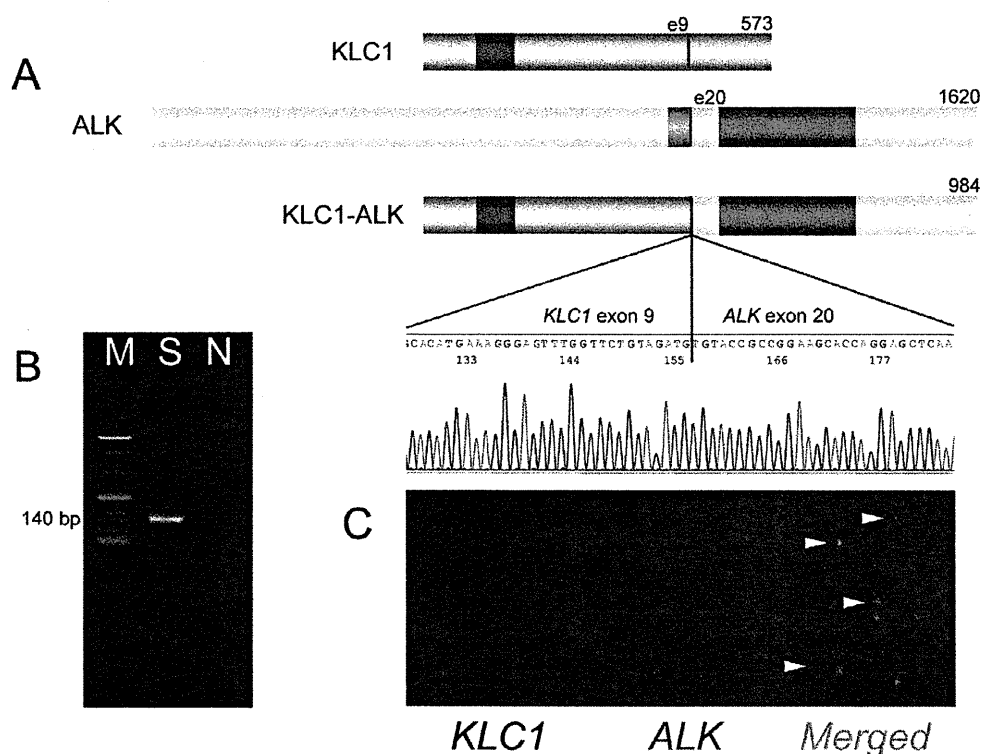 A
e9 573
KLC1
e20 1620
ALK
984
KLC1-ALK
KLC1 exon 9 ALK exon 20
GCACATGAAAGGGAGTTTGGTTCTGTAGATGTGTACCGCCGGAAGCACCAGGAGCTCAA
133 144 155 166 177
B
M S N
140 bp
C
KLC1 ALK Merged